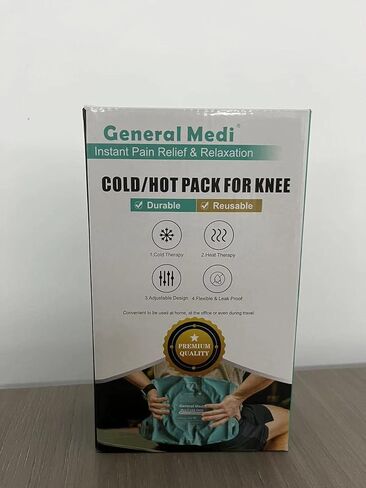 General Medi®
Instant Pain Relief & Relaxation
COLD/HOT PACK FOR KNEE
Durable Reusable
1.Cold Therapy 2.Heat Therapy
3.Adjustable Design 4.Flexible & Leak Proof
Convenient to be used at home, at the office or even during travel
PREMIUM
QUALITY
General Medi